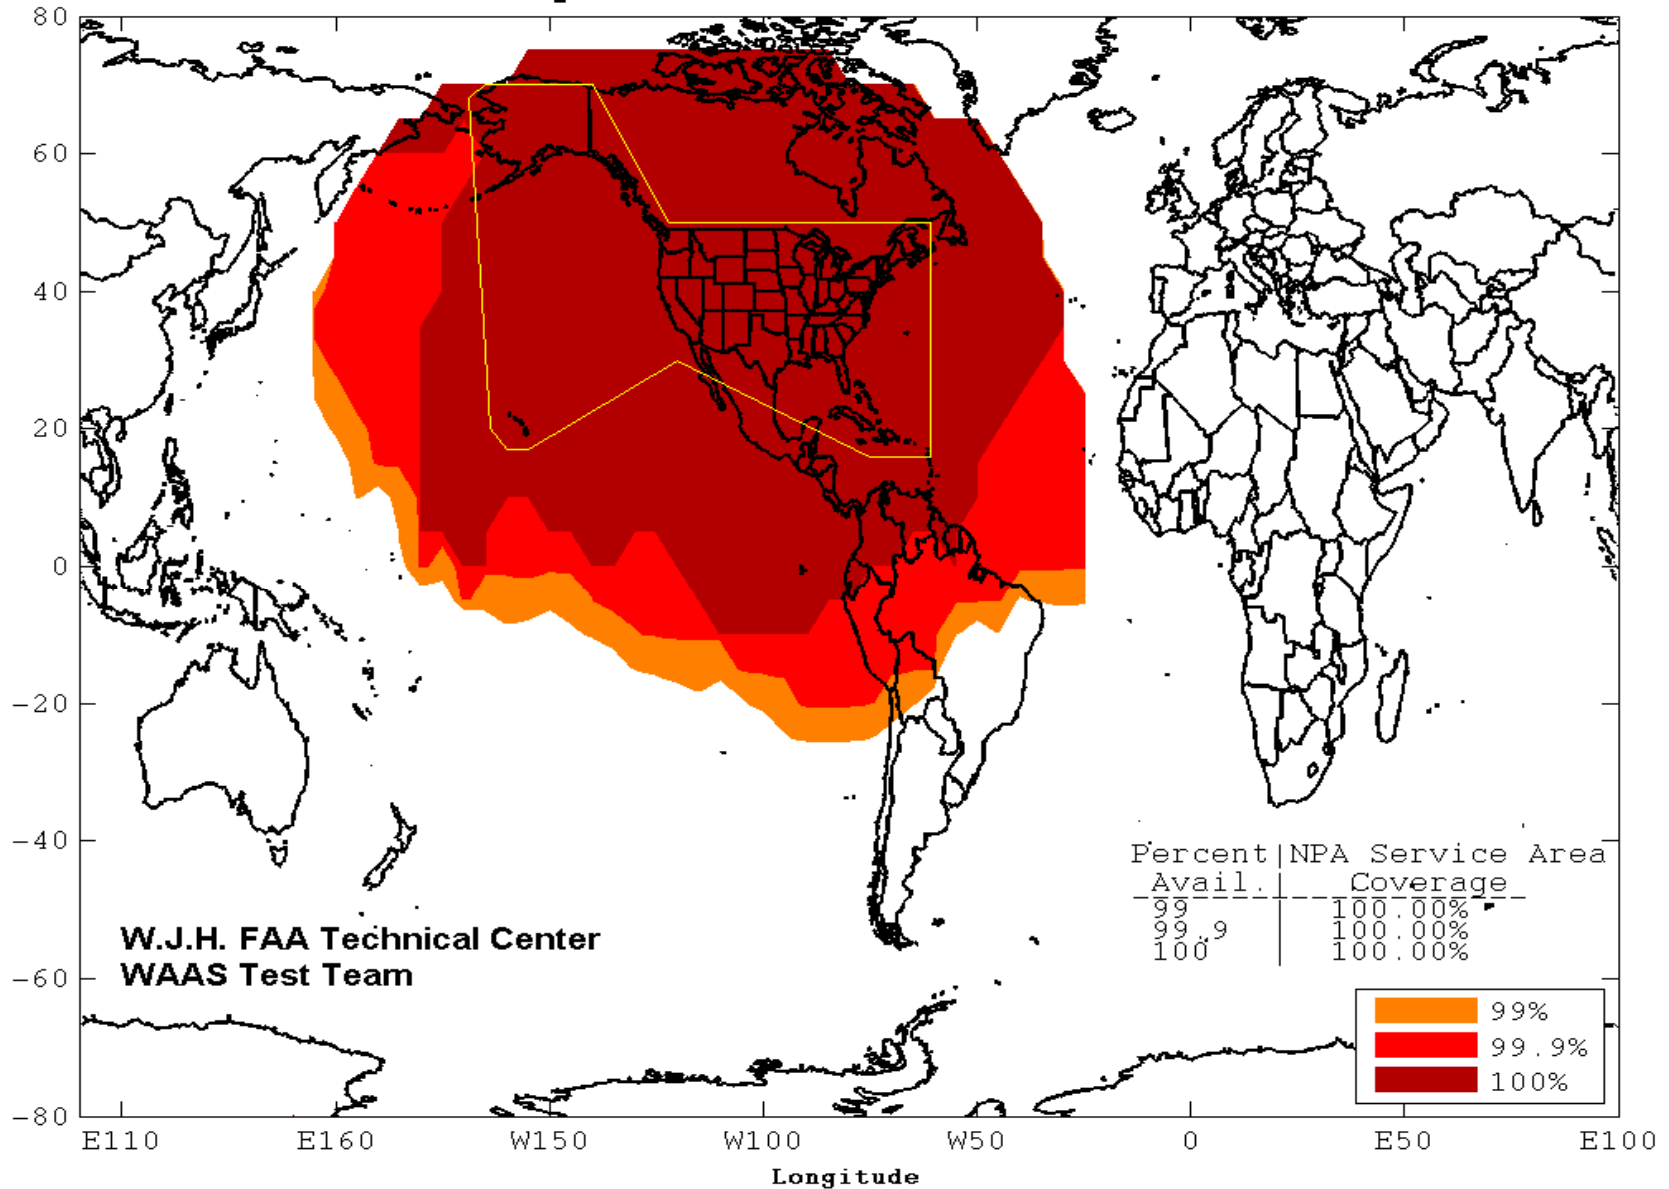 80
60
40
20
0
-20
-40
-60
-80
Percent|NPA Service Area
Avail.| Coverage
99 | 100.00%
99.9 | 100.00%
100 | 100.00%
W.J.H. FAA Technical Center
WAAS Test Team
99%
99.9%
100%
E110 E160 W150 W100 W50 0 E50 E100
Longitude